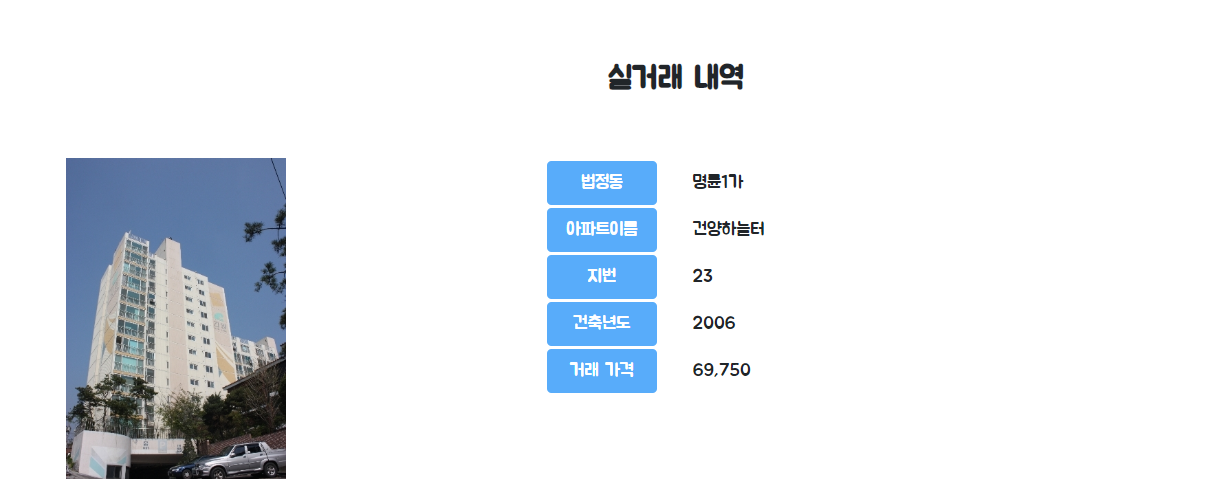 실거래 내역
법정동 명륜1가
아파트이름 건양하늘터
지번 23
건축년도 2006
거래 가격 69,750